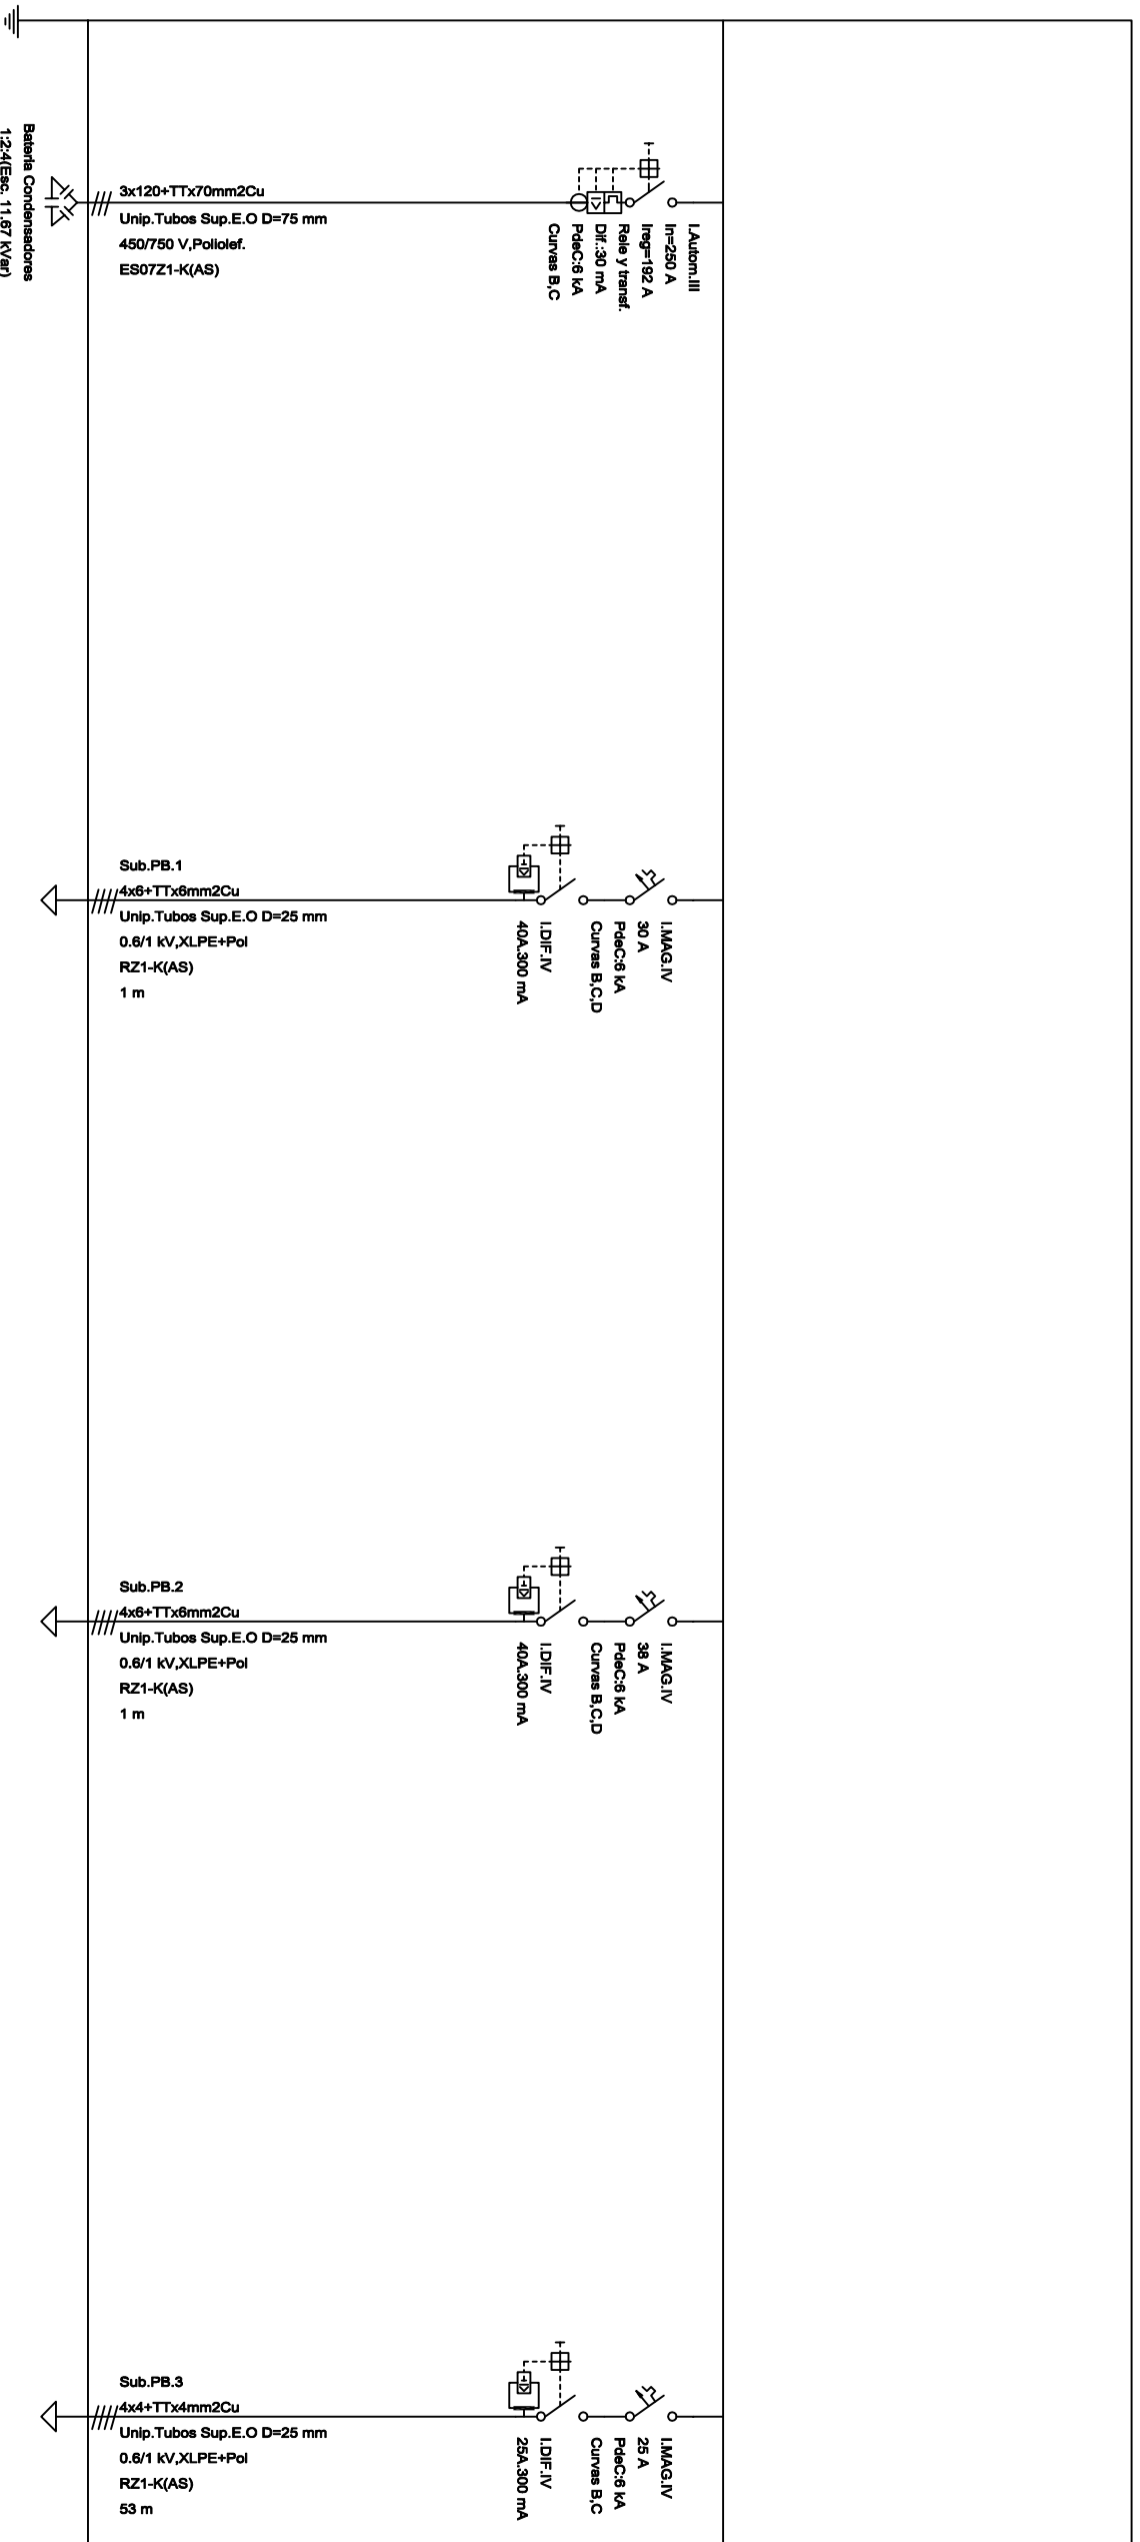 I.Autom.III
In=250 A
Ireg=192 A
Rele y transf.
Dif.:30 mA
PdeC:6 kA
Curvas B,C
3x120+TTx70mm2Cu
Unip.Tubos Sup.E.O D=75 mm
450/750 V,Poliolef.
ES07Z1-K(AS)
Bateria Condensadores
1:2:4(Esc. 11.67 kVar)
I.MAG.IV
30 A
PdeC:6 kA
Curvas B,C,D
I.DIF.IV
40A.300 mA
Sub.PB.1
4x6+TTx6mm2Cu
Unip.Tubos Sup.E.O D=25 mm
0.6/1 kV,XLPE+Pol
RZ1-K(AS)
1 m
I.MAG.IV
38 A
PdeC:6 kA
Curvas B,C,D
I.DIF.IV
40A.300 mA
Sub.PB.2
4x6+TTx6mm2Cu
Unip.Tubos Sup.E.O D=25 mm
0.6/1 kV,XLPE+Pol
RZ1-K(AS)
1 m
I.MAG.IV
25 A
PdeC:6 kA
Curvas B,C
I.DIF.IV
25A.300 mA
Sub.PB.3
4x4+TTx4mm2Cu
Unip.Tubos Sup.E.O D=25 mm
0.6/1 kV,XLPE+Pol
RZ1-K(AS)
53 m